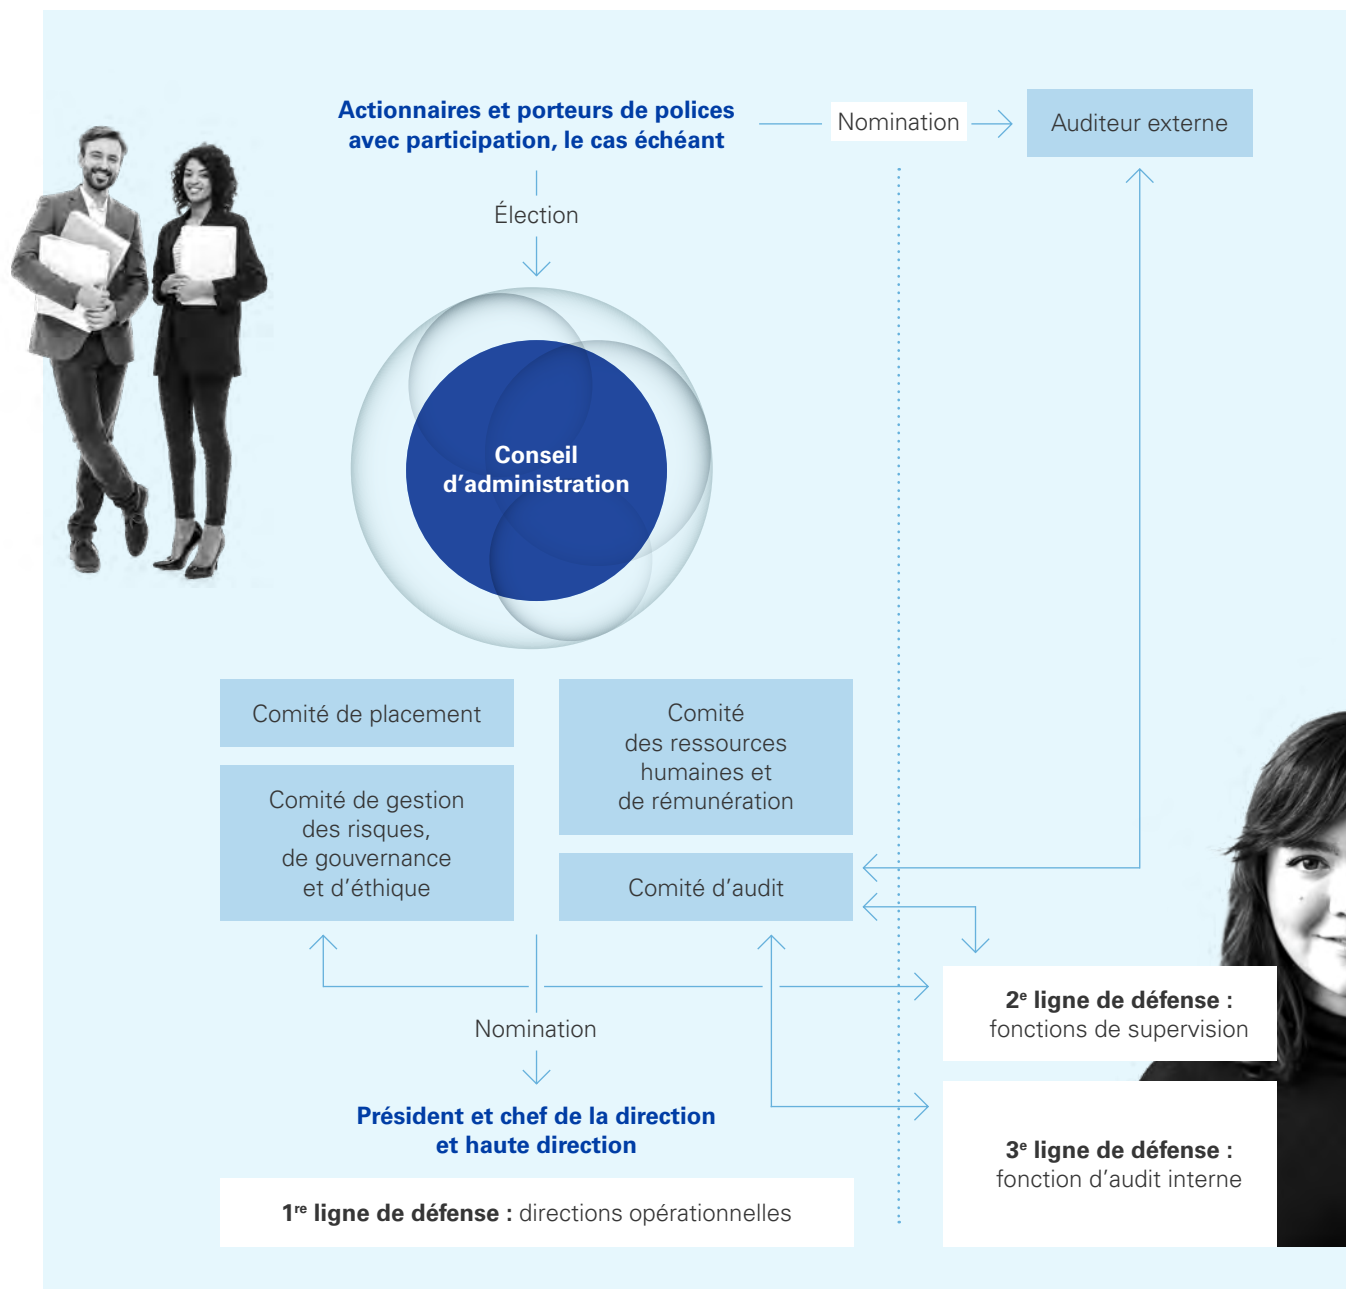 Actionnaires et porteurs de polices
avec participation, le cas échéant
Nomination
Auditeur externe
Élection
Conseil
d’administration
Comité de placement
Comité
des ressources
humaines et
de rémunération
Comité de gestion
des risques,
de gouvernance
et d’éthique
Comité d’audit
2e ligne de défense :
fonctions de supervision
Nomination
Président et chef de la direction
et haute direction
3e ligne de défense :
fonction d’audit interne
1re ligne de défense : directions opérationnelles